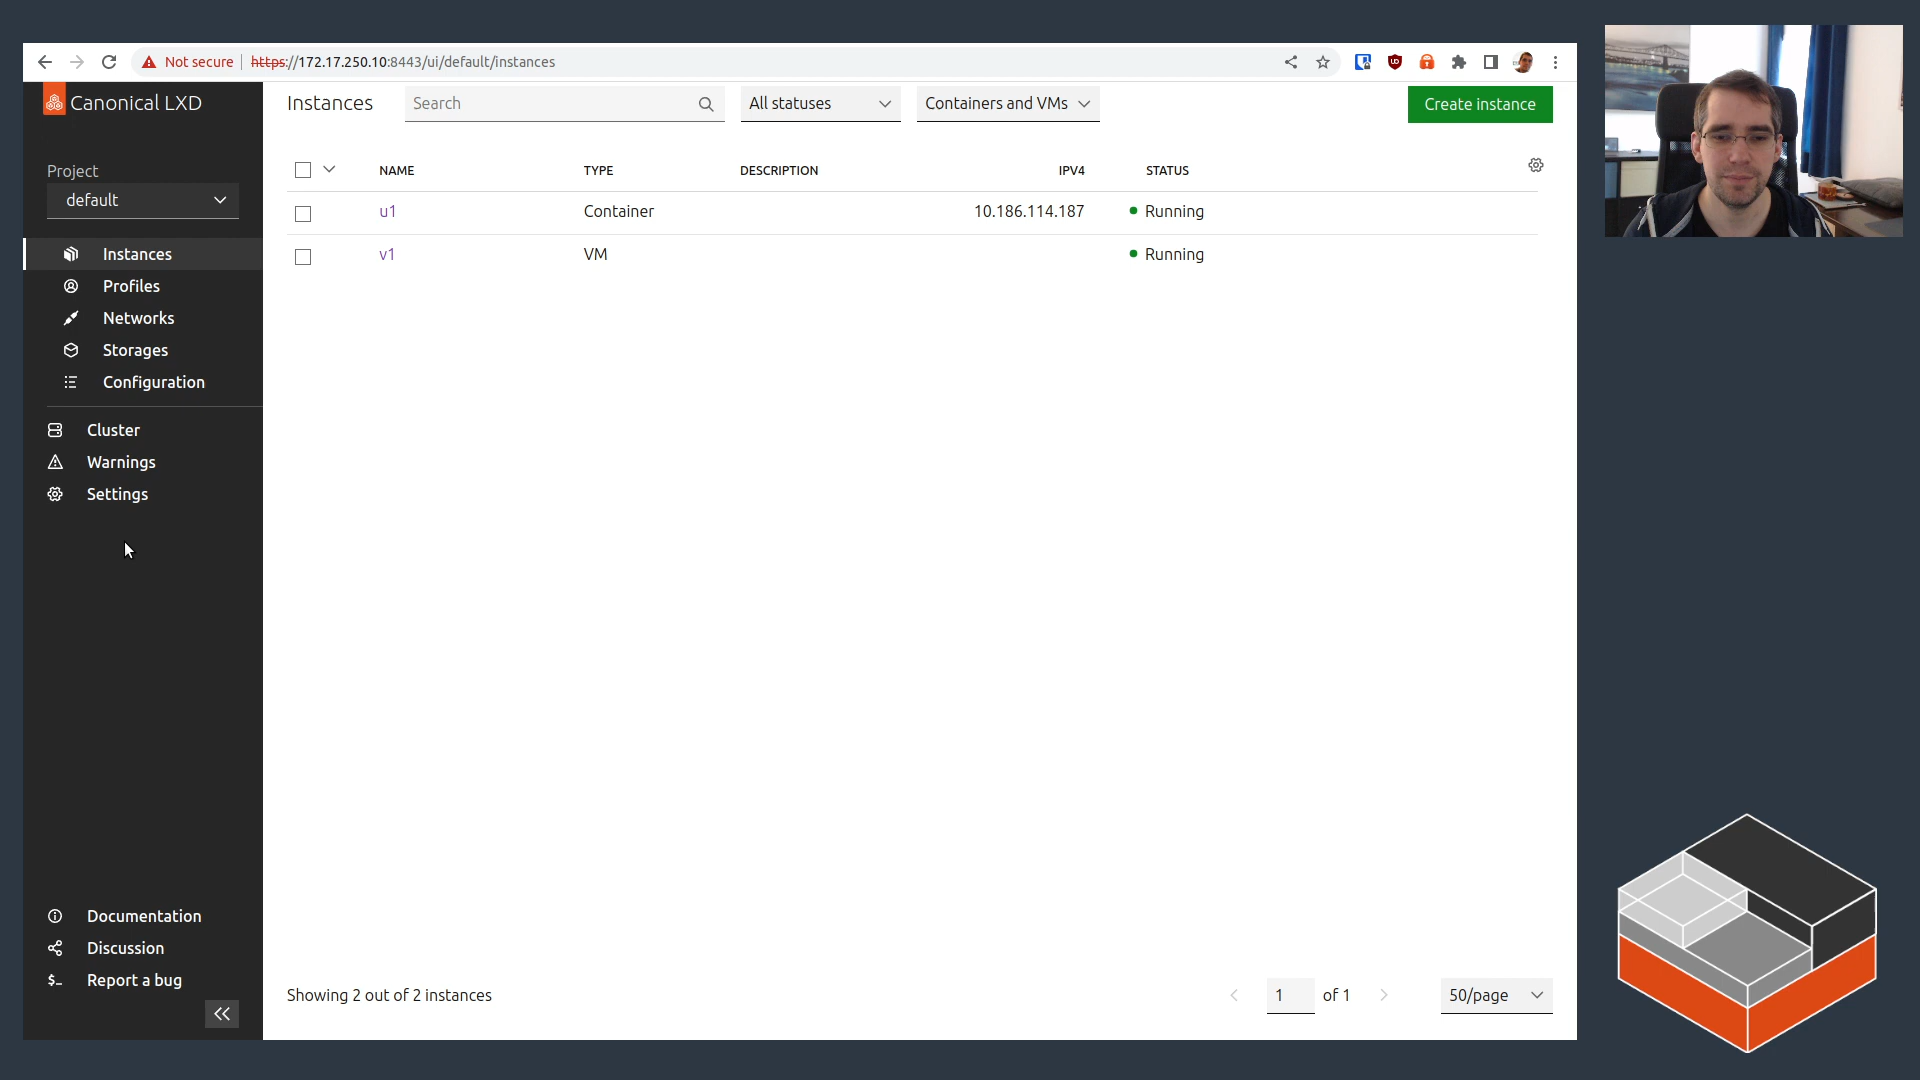 Not secure https://172.17.250.10:8443/ui/default/instances
Canonical LXD
Instances
Search
All statuses
Containers and VMs
Create instance
Project
default
Instances
Profiles
Networks
Storages
Configuration
Cluster
Warnings
Settings
NAME TYPE DESCRIPTION IPV4 STATUS
u1 Container 10.186.114.187 Running
v1 VM Running
Documentation
Discussion
Report a bug
Showing 2 out of 2 instances
1 of 1
50/page